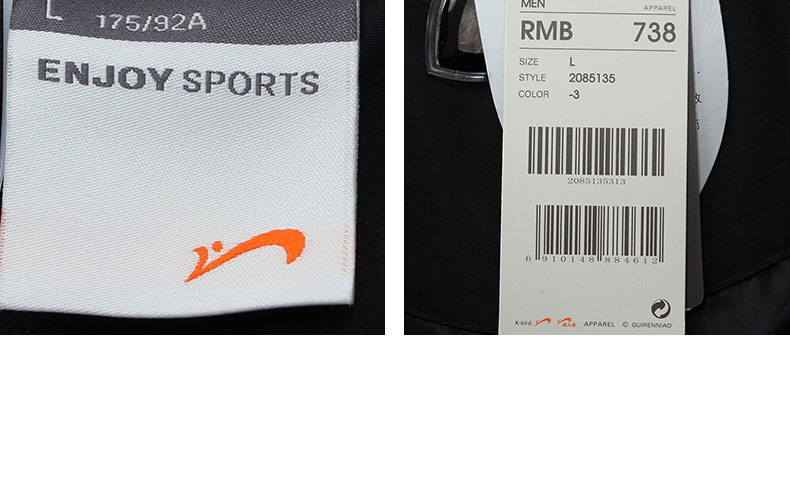 L
175/92A
ENJOY SPORTS
MEN
APPAREL
RMB 738
SIZE L
STYLE 2085135
COLOR -3
2085135313
6 910148 884612
K-bird APPAREL © GUIRENNIAO